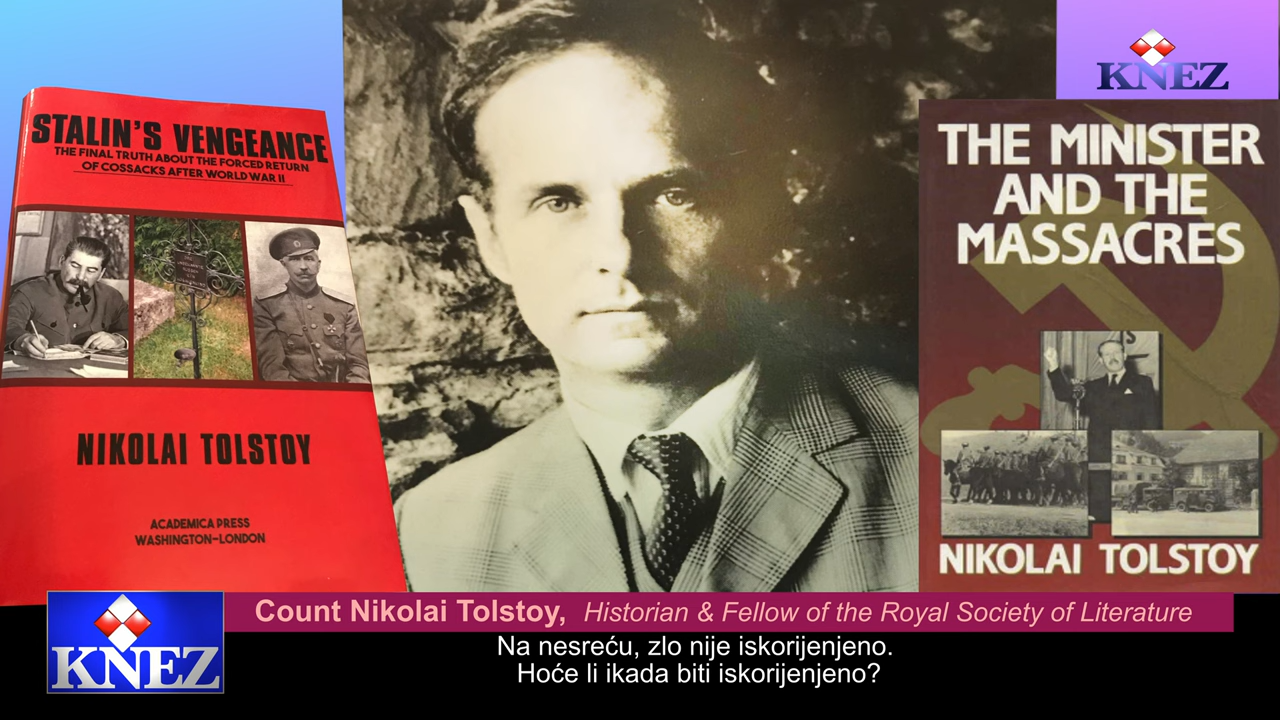 STALIN'S VENGEANCE
THE FINAL TRUTH ABOUT THE FORCED RETURN
OF COSSACKS AFTER WORLD WAR II
NIKOLAI TOLSTOY
ACADEMICA PRESS
WASHINGTON–LONDON
KNEZ
THE MINISTER
AND THE
MASSACRES
NIKOLAI TOLSTOY
KNEZ
Count Nikolai Tolstoy, Historian & Fellow of the Royal Society of Literature
Na nesreću, zlo nije iskorijenjeno.
Hoće li ikada biti iskorijenjeno?